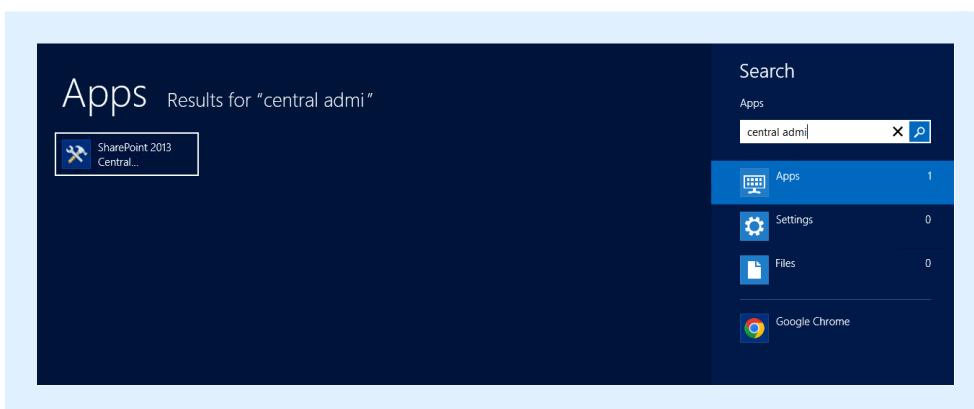 Apps Results for “central admi”
SharePoint 2013
Central...
Search
Apps
central admi
Apps 1
Settings 0
Files 0
Google Chrome